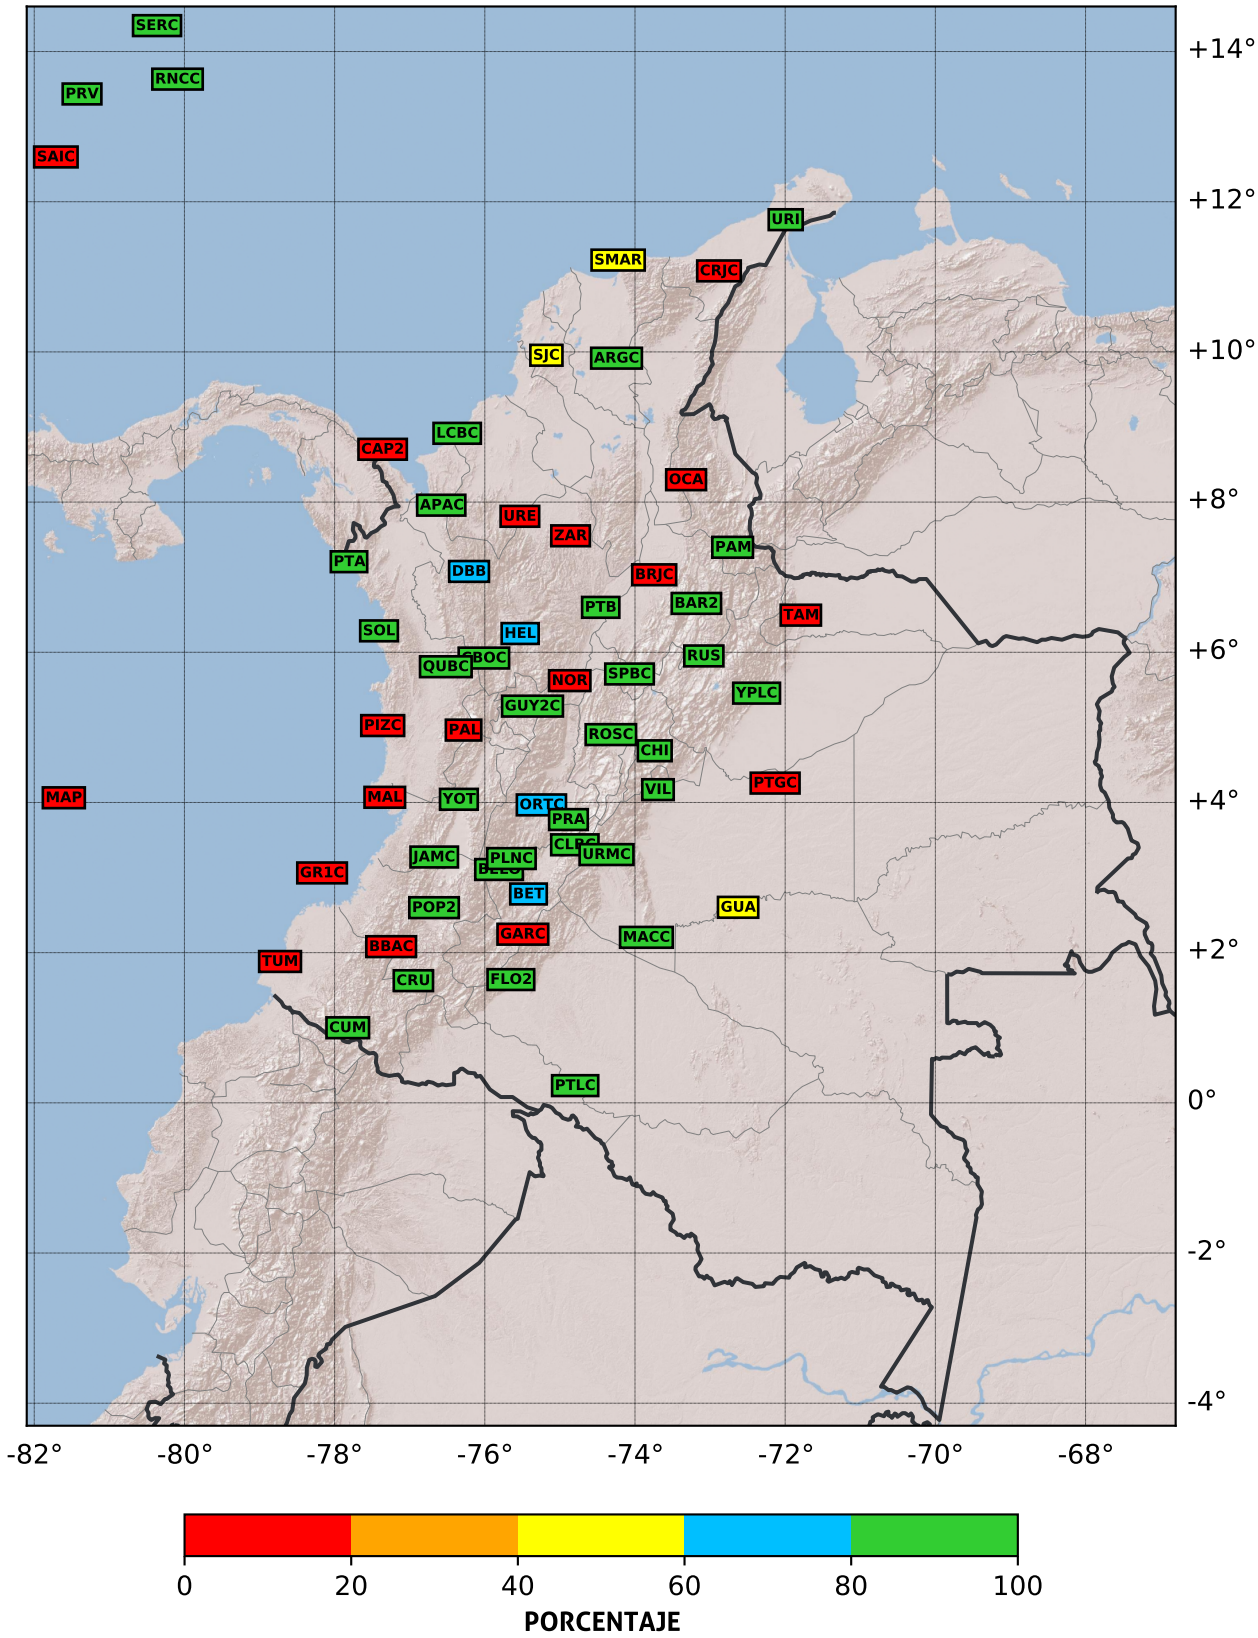 SERC
+14°
RNCC
PRV
SAIC
+12°
URI
SMAR
CRJC
SJC
ARGC
+10°
LCBC
CAP2
OCA
APAC
+8°
URE
ZAR
PAM
PTA
DBB
BRJC
BAR2
PTB
TAM
SOL
HEL
+6°
RUS
QUBC
SPBC
NOR
YPLC
GUY2C
PIZC
PAL
ROSC
CHI
PTGC
VIL
MAP
MAL
YOT
ORTC
+4°
PRA
URMC
JAMC
PLNC
GR1C
BET
POP2
GUA
GARC
MACC
BBAC
+2°
TUM
CRU
FLO2
CUM
PTLC
0°
-2°
-4°
-82°
-80°
-78°
-76°
-74°
-72°
-70°
-68°
0
20
40
60
80
100
PORCENTAJE